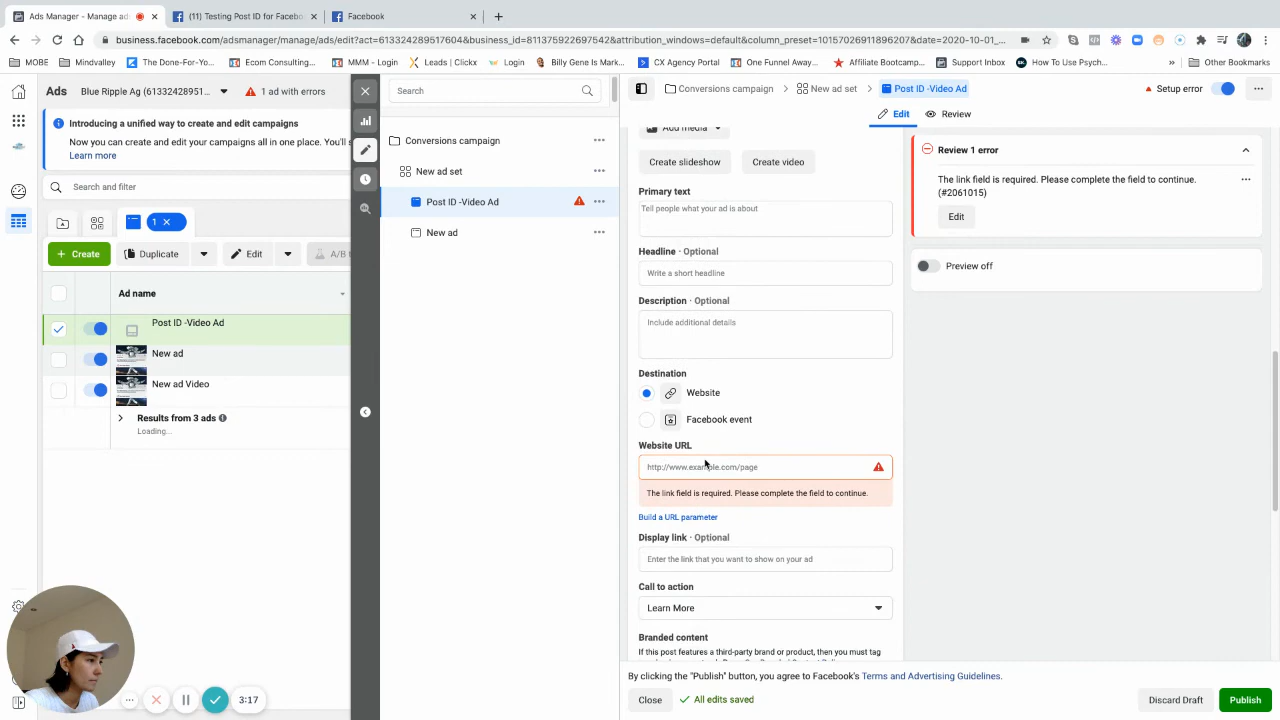 Ads Manager - Manage ad
(1) Testing Post ID for Facebo
Facebook
business.facebook.com/adsmanager/manage/ads/edit?act=613324289517604&business_id=811375922697542&attribution_windows=default&column_preset=10157026911896207&date=2020-10-01_...
MOBE
Mindvalley
The Done-For-You...
Ecom Consulting...
MMM - Login
Leads | Clickx
Login
Billy Gene Is Mark...
CX Agency Portal
One Funnel Away...
Affiliate Bootcamp...
Support Inbox
How To Use Psych...
Other Bookmarks
Ads
Blue Ripple Ag (61332428951...
1 ad with errors
Introducing a unified way to create and edit campaigns
Now you can create and edit your campaigns all in one place. You'll s
Learn more
Search and filter
1 ×
+ Create
Duplicate
Edit
A/B t
Ad name
Post ID -Video Ad
New ad
New ad Video
Results from 3 ads
Loading...
3:17
Search
Conversions campaign
New ad set
Post ID -Video Ad
New ad
Conversions campaign
New ad set
Post ID -Video Ad
Setup error
Edit
Review
Add media
Create slideshow
Create video
Primary text
Tell people what your ad is about
Headline · Optional
Write a short headline
Description · Optional
Include additional details
Destination
Website
Facebook event
Website URL
http://www.example.com/page
The link field is required. Please complete the field to continue.
Build a URL parameter
Display link · Optional
Enter the link that you want to show on your ad
Call to action
Learn More
Branded content
If this post features a third-party brand or product, then you must tag
Review 1 error
The link field is required. Please complete the field to continue.
(#2061015)
Edit
Preview off
By clicking the "Publish" button, you agree to Facebook's Terms and Advertising Guidelines.
Close
All edits saved
Discard Draft
Publish